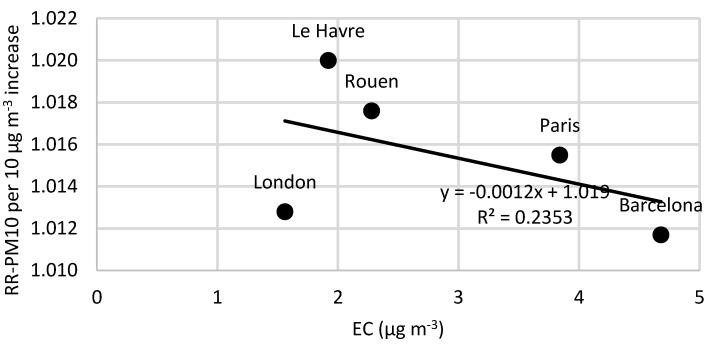 RR-PM10 per 10 µg m⁻³ increase
1.022
1.020
1.018
1.016
1.014
1.012
1.010
Le Havre
Rouen
Paris
London
y = -0.0012x + 1.019
Barcelona
R² = 0.2353
0 1 2 3 4 5
EC (µg m⁻³)